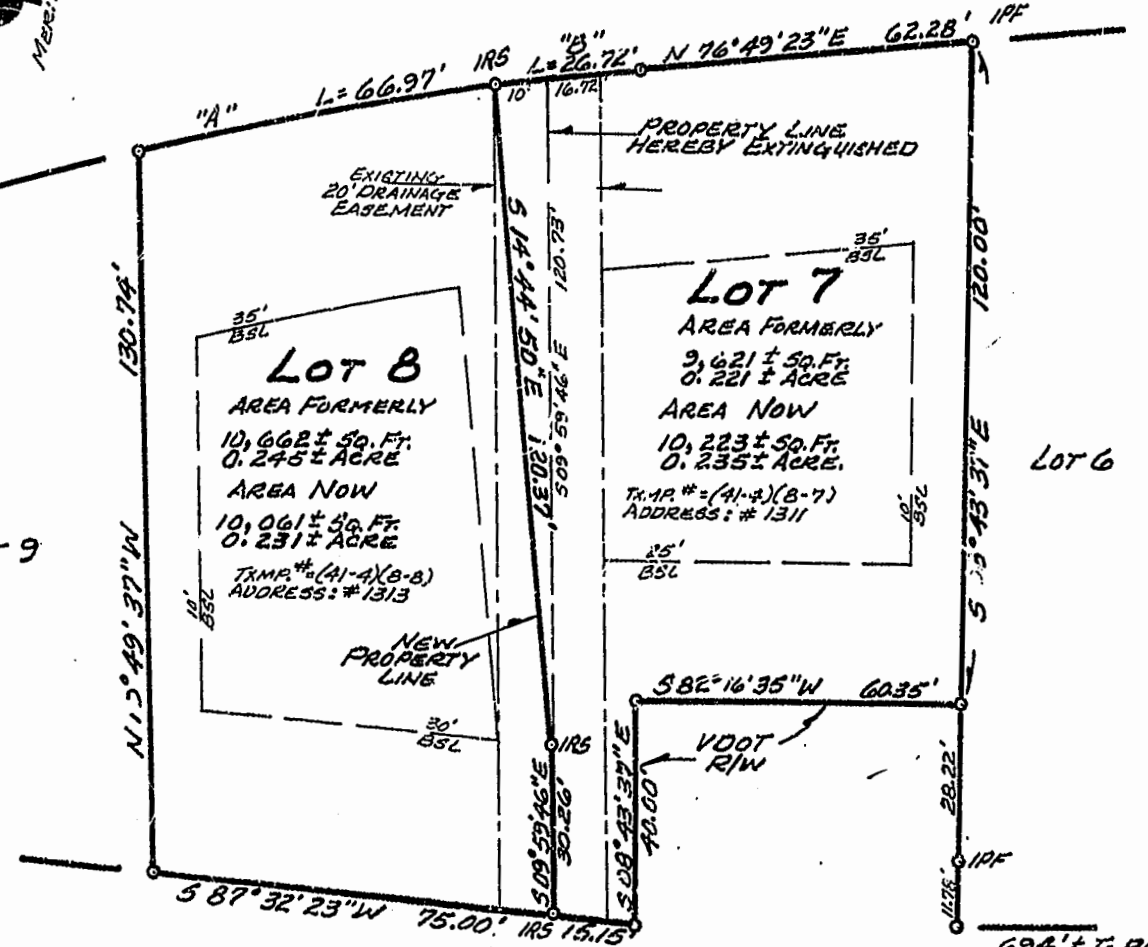 "A"
L=66.97'
IRS
"B"
L=26.72'
10'
16.72'
N 76°49'23"E
62.28'
IPF
PROPERTY LINE
HEREBY EXTINGUISHED
EXISTING
20' DRAINAGE
EASEMENT
130.74'
S 14°44'50"E 120.37'
S09°59'46"E 120.73'
120.00'
35'
BSL
LOT 7
AREA FORMERLY
9,621± SQ.FT.
0.221± ACRE
AREA NOW
10,223± SQ.FT.
0.235± ACRE.
TX.MP.#=(41-4)(8-7)
ADDRESS: # 1311
35'
BSL
LOT 8
AREA FORMERLY
10,662± SQ.FT.
0.245± ACRE
AREA NOW
10,061± SQ.FT.
0.231± ACRE
TXMP.#=(41-4)(8-8)
ADDRESS: #1313
LOT 6
10'
BSL
25'
BSL
9
10'
BSL
NEW
PROPERTY
LINE
30'
BSL
IRS
S82°16'35"W
60.35'
VDOT
R/W
S09°59'46"E
30.26'
S08°43'37"E
40.00'
28.22'
IPF
11.78'
S 87°32'23"W
75.00'
IRS
15.15'